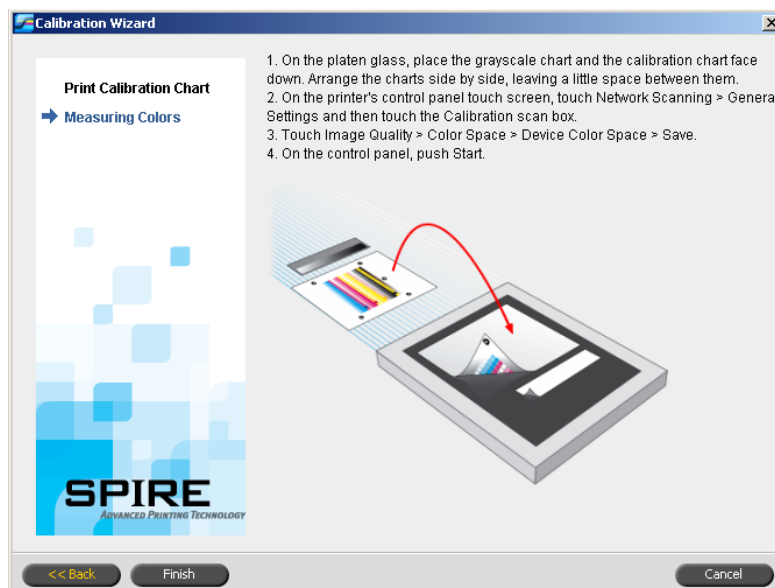 Calibration Wizard
Print Calibration Chart
Measuring Colors
1. On the platen glass, place the grayscale chart and the calibration chart face
down. Arrange the charts side by side, leaving a little space between them.
2. On the printer's control panel touch screen, touch Network Scanning > Genera
Settings and then touch the Calibration scan box.
3. Touch Image Quality > Color Space > Device Color Space > Save.
4. On the control panel, push Start.
SPIRE
ADVANCED PRINTING TECHNOLOGY
<< Back
Finish
Cancel